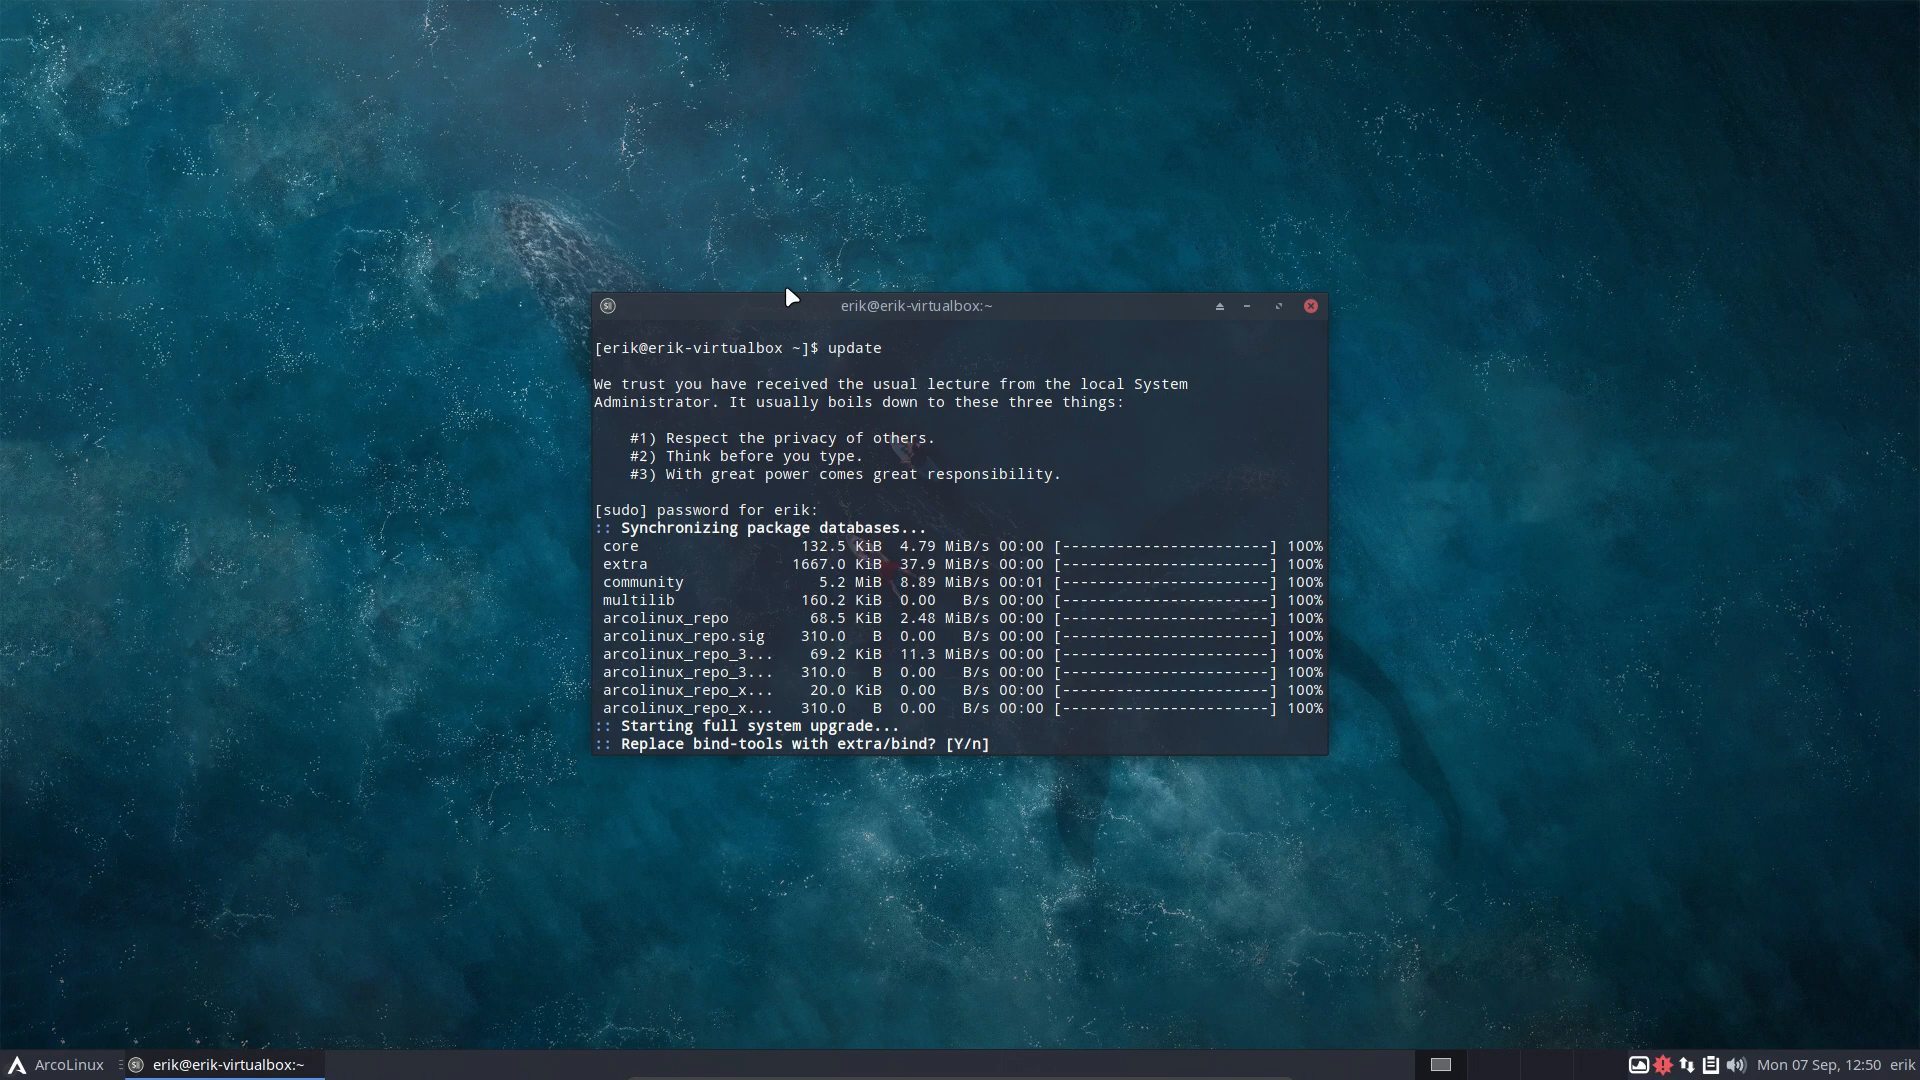 erik@erik-virtualbox:~
[erik@erik-virtualbox ~]$ update
We trust you have received the usual lecture from the local System
Administrator. It usually boils down to these three things:
#1) Respect the privacy of others.
#2) Think before you type.
#3) With great power comes great responsibility.
[sudo] password for erik:
:: Synchronizing package databases...
core 132.5 KiB 4.79 MiB/s 00:00 [-----------------------] 100%
extra 1667.0 KiB 37.9 MiB/s 00:00 [-----------------------] 100%
community 5.2 MiB 8.89 MiB/s 00:01 [-----------------------] 100%
multilib 160.2 KiB 0.00 B/s 00:00 [-----------------------] 100%
arcolinux_repo 68.5 KiB 2.48 MiB/s 00:00 [-----------------------] 100%
arcolinux_repo.sig 310.0 B 0.00 B/s 00:00 [-----------------------] 100%
arcolinux_repo_3... 69.2 KiB 11.3 MiB/s 00:00 [-----------------------] 100%
arcolinux_repo_3... 310.0 B 0.00 B/s 00:00 [-----------------------] 100%
arcolinux_repo_x... 20.0 KiB 0.00 B/s 00:00 [-----------------------] 100%
arcolinux_repo_x... 310.0 B 0.00 B/s 00:00 [-----------------------] 100%
:: Starting full system upgrade...
:: Replace bind-tools with extra/bind? [Y/n]
ArcoLinux erik@erik-virtualbox:~ Mon 07 Sep, 12:50 erik